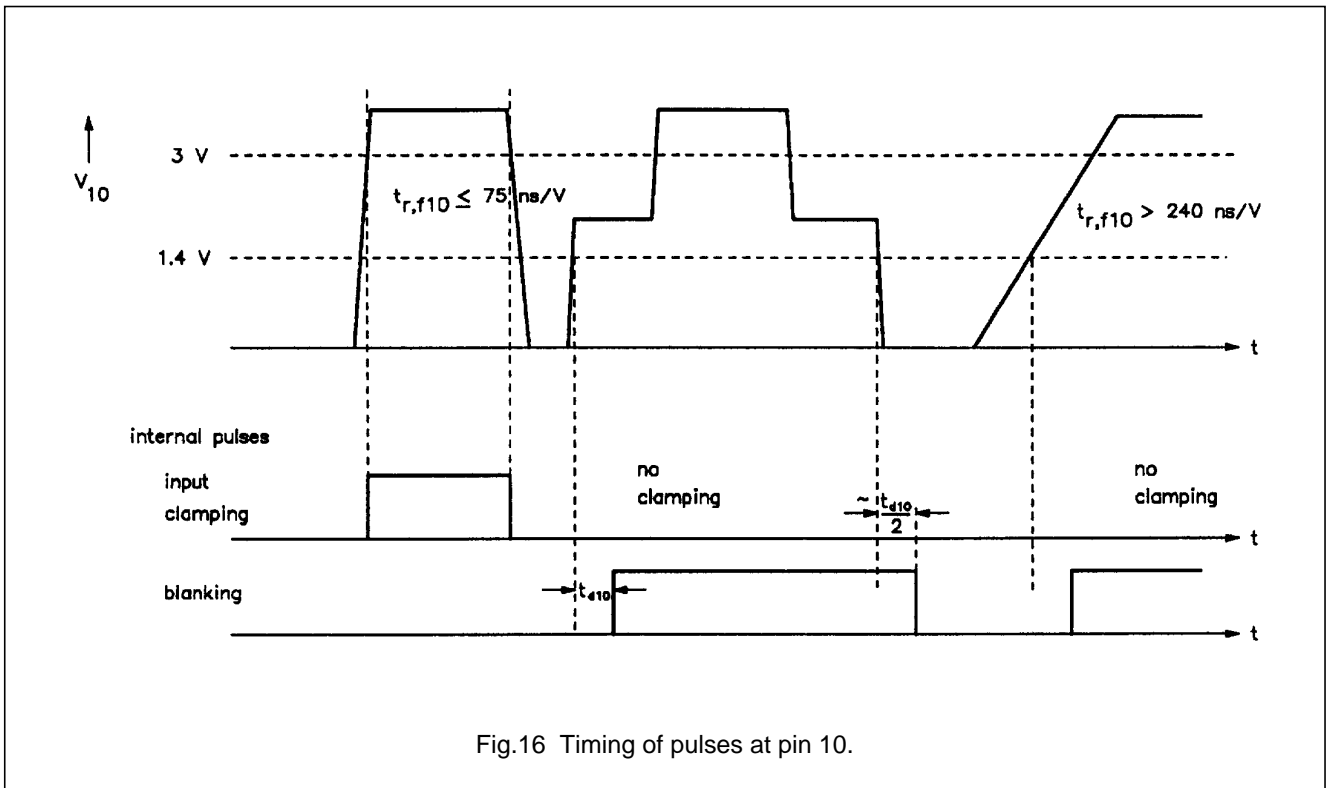 V10
3 V
tr,f10 ≤ 75 ns/V
tr,f10 > 240 ns/V
1.4 V
t
internal pulses
input
clamping
no
clamping
~ td10/2
no
clamping
t
blanking
td10
t
Fig.16 Timing of pulses at pin 10.